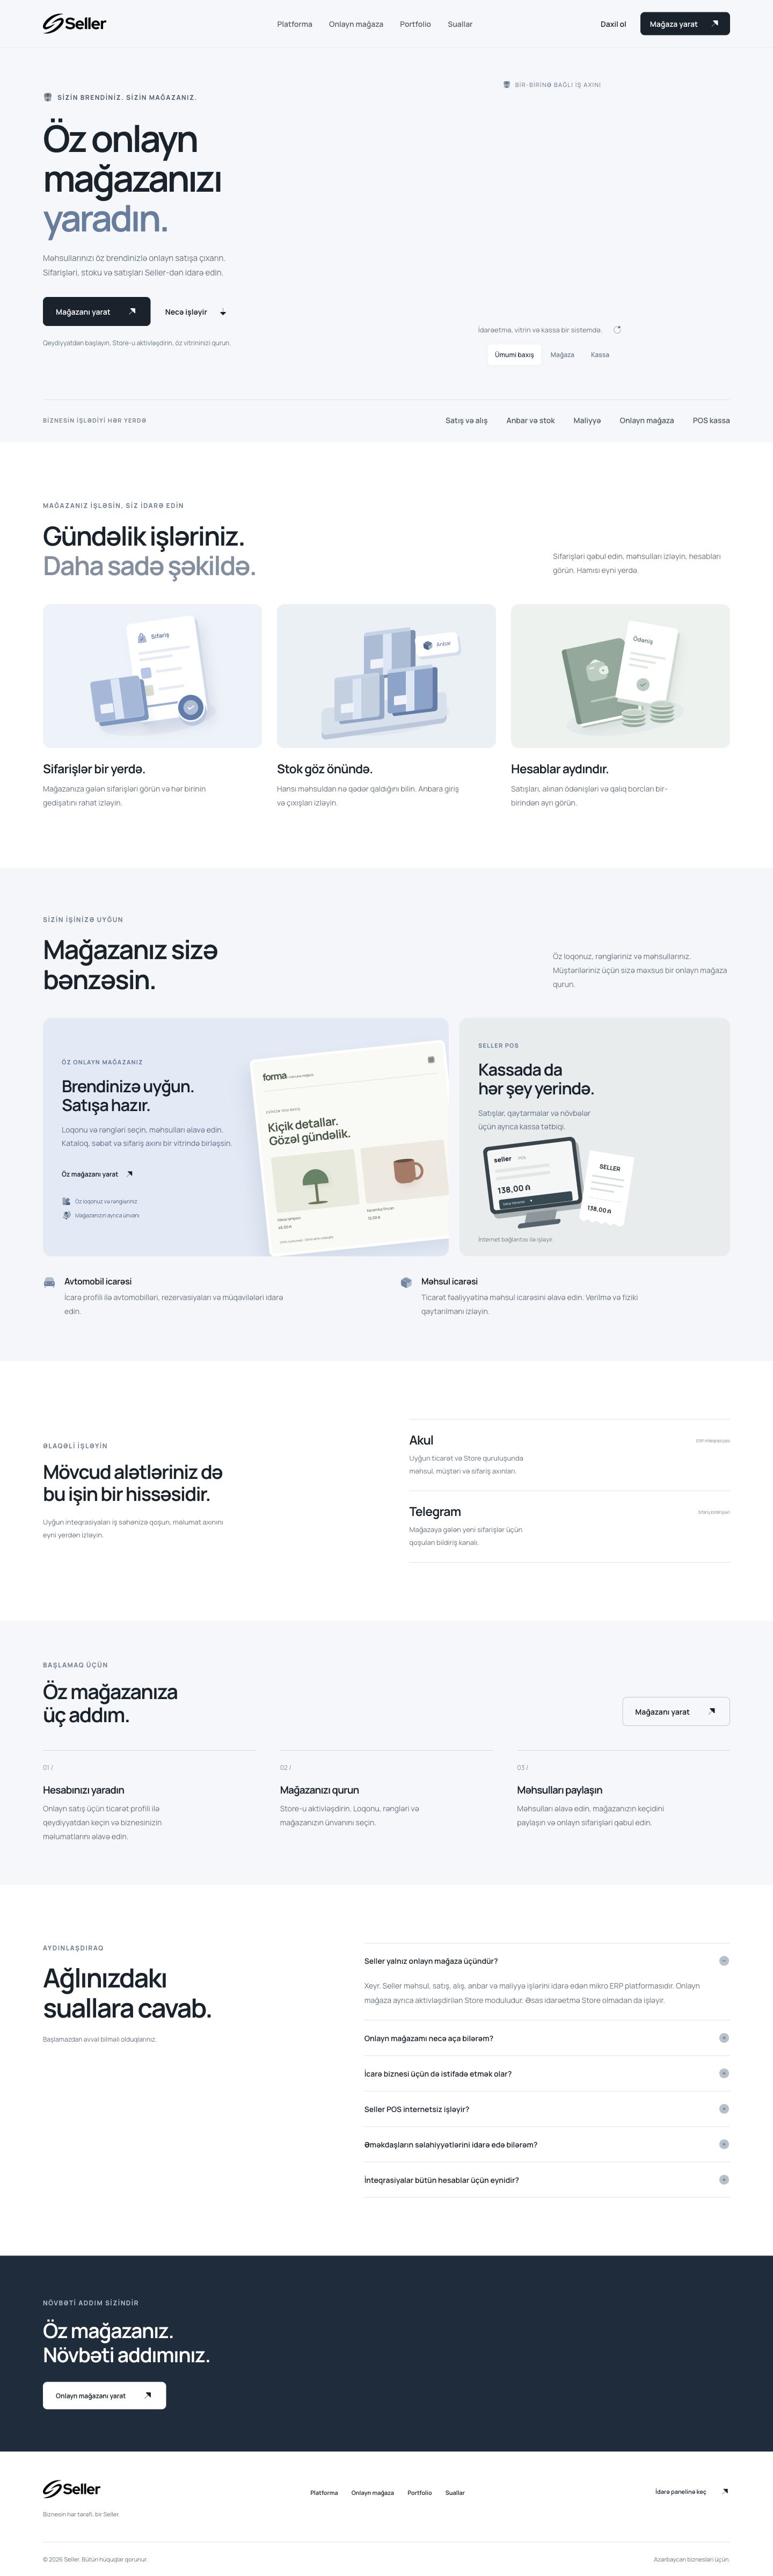 Seller
Platforma
Onlayn mağaza
Portfolio
Suallar
Daxil ol
Mağaza yarat
SİZİN BRENDİNİZ. SİZİN MAĞAZANIZ.
Öz onlayn
mağazanızı
yaradın.
Məhsullarınızı öz brendinizlə onlayn satışa çıxarın.
Sifarişləri, stoku və satışları Seller-dən idarə edin.
Mağazanı yarat
Necə işləyir
Qeydiyyatdan başlayın, Store-u aktivləşdirin, öz vitrininizi qurun.
BİR-BİRİNƏ BAĞLI İŞ AXINI
İdarəetmə, vitrin və kassa bir sistemdə.
Ümumi baxış
Mağaza
Kassa
BİZNESİN İŞLƏDİYİ HƏR YERDƏ
Satış və alış
Anbar və stok
Maliyyə
Onlayn mağaza
POS kassa
MAĞAZANIZ İŞLƏSİN, SİZ İDARƏ EDİN
Gündəlik işləriniz.
Daha sadə şəkildə.
Sifarişləri qəbul edin, məhsulları izləyin, hesabları
görün. Hamısı eyni yerdə.
Sifariş
Anbar
Ödəniş
Sifarişlər bir yerdə.
Mağazanıza gələn sifarişləri görün və hər birinin
gedişatını rahat izləyin.
Stok göz önündə.
Hansı məhsuldan nə qədər qaldığını bilin. Anbara giriş
və çıxışları izləyin.
Hesablar aydındır.
Satışları, alınan ödənişləri və qalıq borcları bir-
birindən ayrı görün.
SİZİN İŞİNİZƏ UYĞUN
Mağazanız sizə
bənzəsin.
Öz loqonuz, rəngləriniz və məhsullarınız.
Müştəriləriniz üçün sizə məxsus bir onlayn mağaza
qurun.
ÖZ ONLAYN MAĞAZANIZ
Brendinizə uyğun.
Satışa hazır.
Loqonu və rəngləri seçin, məhsulları əlavə edin.
Kataloq, səbət və sifariş axını bir vitrində birləşsin.
Öz mağazanı yarat
Öz loqonuz və rəngləriniz
Mağazanızın ayrıca ünvanı
forma
Kiçik detallar.
Gözəl gündəlik.
SELLER POS
Kassada da
hər şey yerində.
Satışlar, qaytarmalar və növbələr
üçün ayrıca kassa tətbiqi.
seller
POS
138,00 ₼
SELLER
138,00 ₼
İnternet bağlantısı ilə işləyir.
Avtomobil icarəsi
İcarə profili ilə avtomobilləri, rezervasiyaları və müqavilələri idarə
edin.
Məhsul icarəsi
Ticarət fəaliyyətinə məhsul icarəsini əlavə edin. Verilmə və fiziki
qaytarılmanı izləyin.
ƏLAQƏLİ İŞLƏYİN
Mövcud alətləriniz də
bu işin bir hissəsidir.
Uyğun inteqrasiyaları iş sahənizə qoşun, məlumat axınını
eyni yerdən izləyin.
Akul
Uyğun ticarət və Store quruluşunda
məhsul, müştəri və sifariş axınları.
ERP inteqrasiyası
Telegram
Mağazaya gələn yeni sifarişlər üçün
qoşulan bildiriş kanalı.
Sifariş bildirişləri
BAŞLAMAQ ÜÇÜN
Öz mağazanıza
üç addım.
Mağazanı yarat
01 /
Hesabınızı yaradın
Onlayn satış üçün ticarət profili ilə
qeydiyyatdan keçin və biznesinizin
məlumatlarını əlavə edin.
02 /
Mağazanızı qurun
Store-u aktivləşdirin. Loqonu, rəngləri və
mağazanızın ünvanını seçin.
03 /
Məhsulları paylaşın
Məhsulları əlavə edin, mağazanızın keçidini
paylaşın və onlayn sifarişləri qəbul edin.
AYDINLAŞDIRAQ
Ağlınızdakı
suallara cavab.
Başlamazdan əvvəl bilməli olduqlarınız.
Seller yalnız onlayn mağaza üçündür?
Xeyr. Seller məhsul, satış, alış, anbar və maliyyə işlərini idarə edən mikro ERP platformasıdır. Onlayn
mağaza ayrıca aktivləşdirilən Store moduludur. Əsas idarəetmə Store olmadan da işləyir.
Onlayn mağazamı necə aça bilərəm?
İcarə biznesi üçün də istifadə etmək olar?
Seller POS internetsiz işləyir?
Əməkdaşların səlahiyyətlərini idarə edə bilərəm?
İnteqrasiyalar bütün hesablar üçün eynidir?
NÖVBƏTİ ADDIM SİZİNDİR
Öz mağazanız.
Növbəti addımınız.
Onlayn mağazanı yarat
Seller
Biznesin hər tərəfi, bir Seller.
Platforma
Onlayn mağaza
Portfolio
Suallar
İdarə panelinə keç
© 2026 Seller. Bütün hüquqlar qorunur.
Azərbaycan biznesləri üçün.